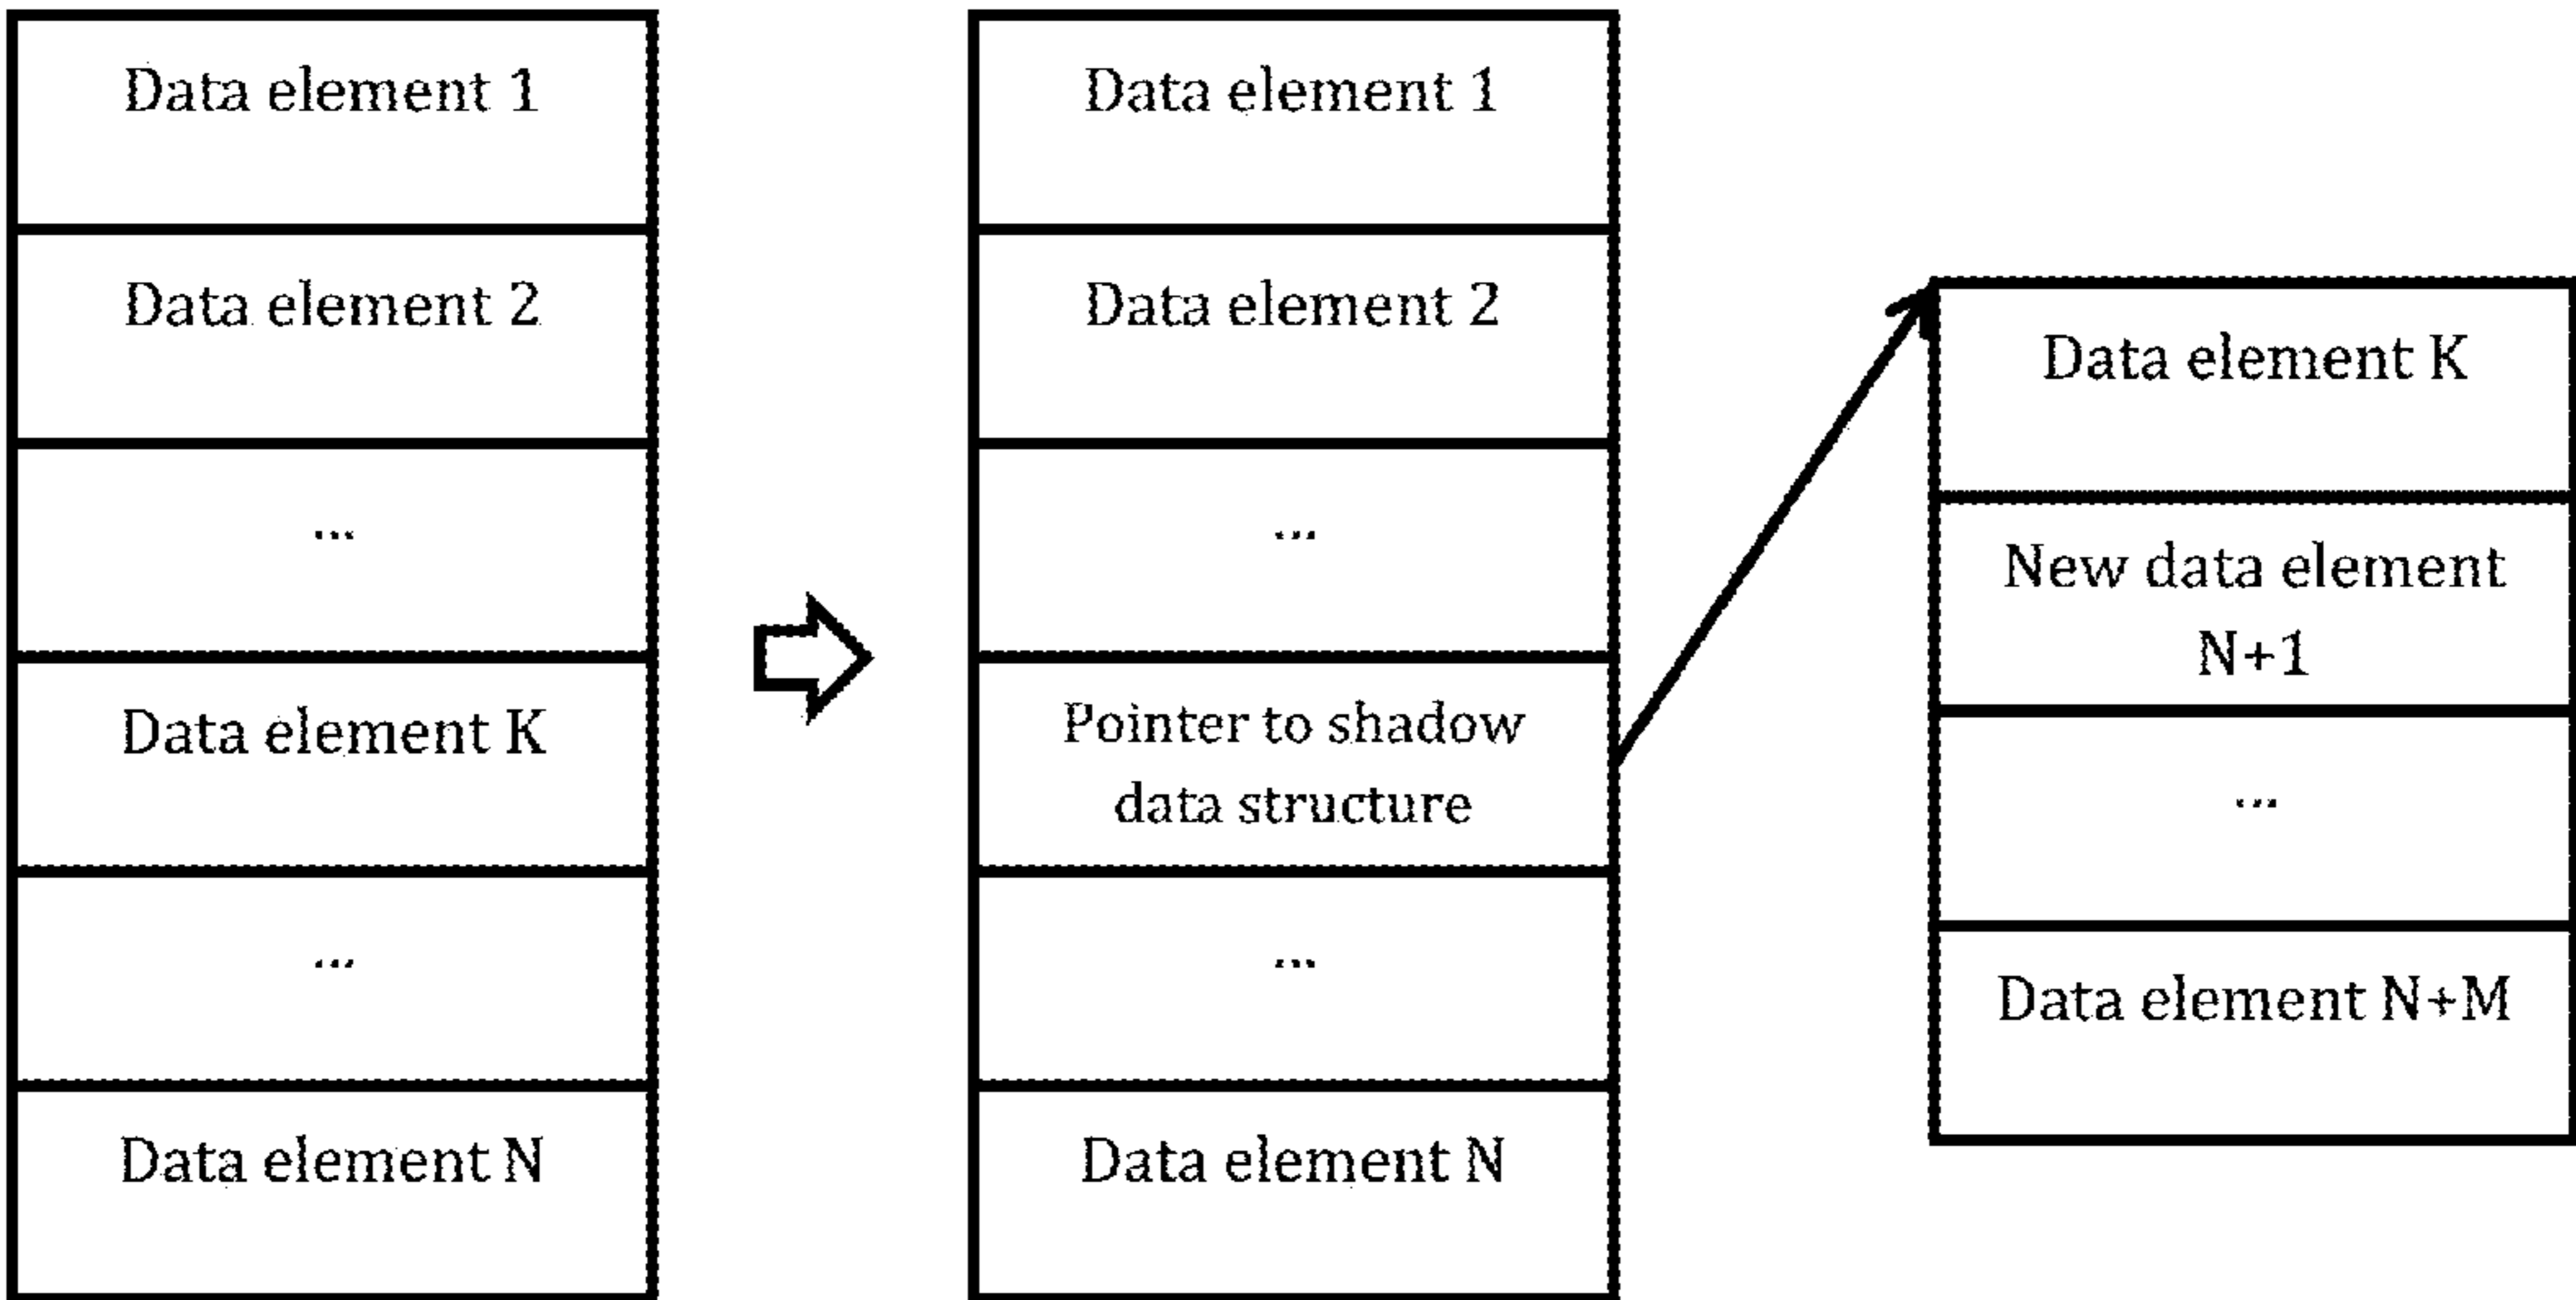 Data element 1
Data element 2
...
Data element K
...
Data element N
Data element 1
Data element 2
...
Pointer to shadow
data structure
...
Data element N
Data element K
New data element
N+1
...
Data element N+M